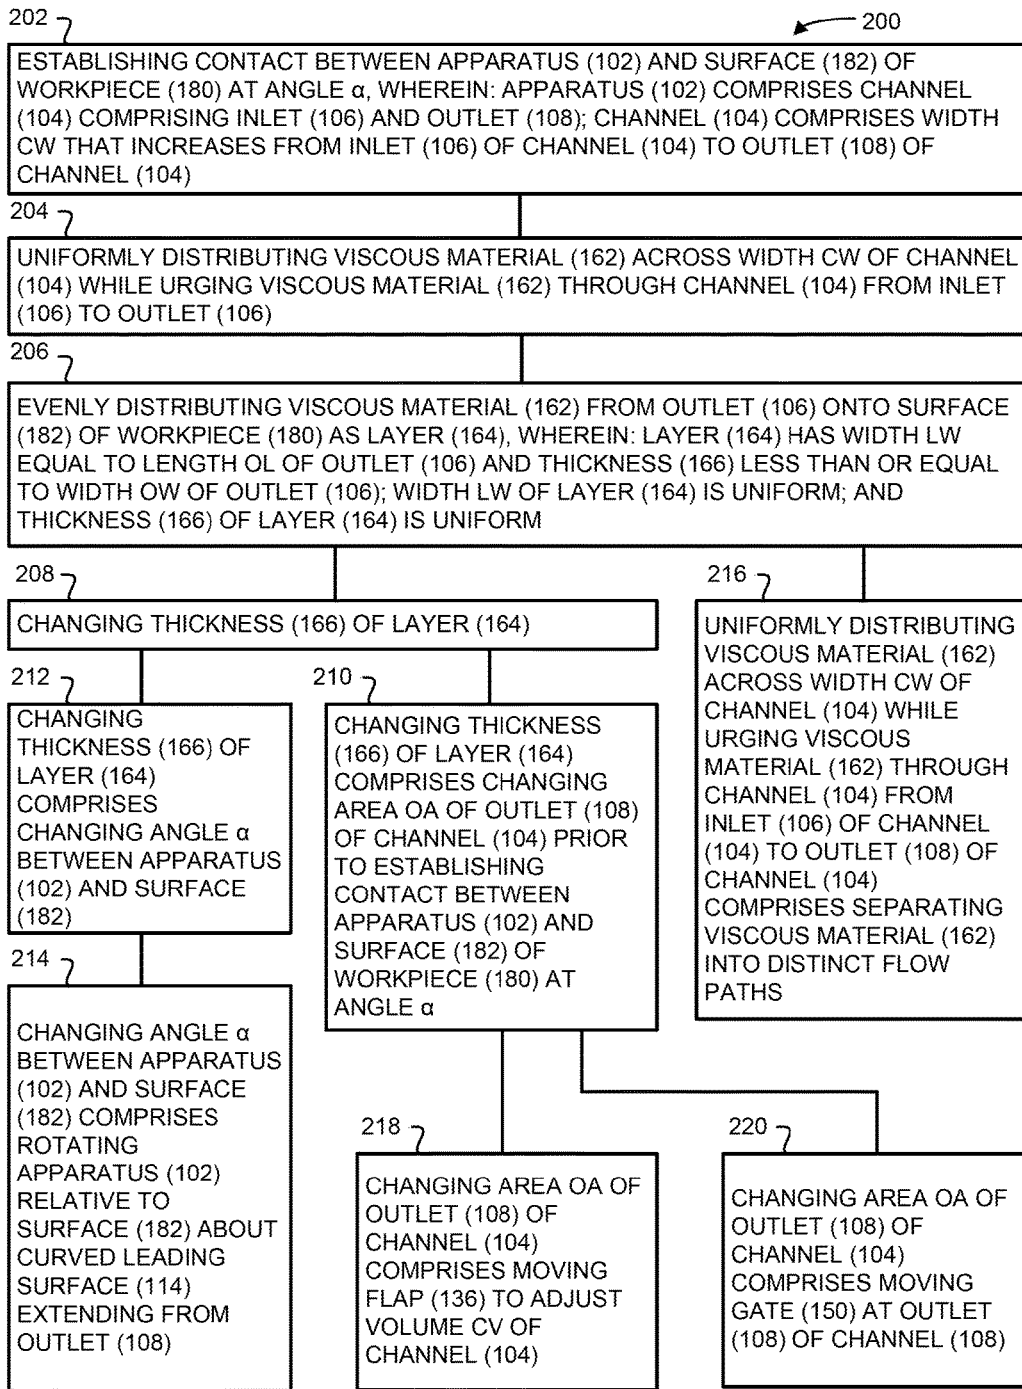 202
200
ESTABLISHING CONTACT BETWEEN APPARATUS (102) AND SURFACE (182) OF
WORKPIECE (180) AT ANGLE α, WHEREIN: APPARATUS (102) COMPRISES CHANNEL
(104) COMPRISING INLET (106) AND OUTLET (108); CHANNEL (104) COMPRISES WIDTH
CW THAT INCREASES FROM INLET (106) OF CHANNEL (104) TO OUTLET (108) OF
CHANNEL (104)
204
UNIFORMLY DISTRIBUTING VISCOUS MATERIAL (162) ACROSS WIDTH CW OF CHANNEL
(104) WHILE URGING VISCOUS MATERIAL (162) THROUGH CHANNEL (104) FROM INLET
(106) TO OUTLET (106)
206
EVENLY DISTRIBUTING VISCOUS MATERIAL (162) FROM OUTLET (106) ONTO SURFACE
(182) OF WORKPIECE (180) AS LAYER (164), WHEREIN: LAYER (164) HAS WIDTH LW
EQUAL TO LENGTH OL OF OUTLET (106) AND THICKNESS (166) LESS THAN OR EQUAL
TO WIDTH OW OF OUTLET (106); WIDTH LW OF LAYER (164) IS UNIFORM; AND
THICKNESS (166) OF LAYER (164) IS UNIFORM
208
CHANGING THICKNESS (166) OF LAYER (164)
216
UNIFORMLY DISTRIBUTING
VISCOUS MATERIAL (162)
ACROSS WIDTH CW OF
CHANNEL (104) WHILE
URGING VISCOUS
MATERIAL (162) THROUGH
CHANNEL (104) FROM
INLET (106) OF CHANNEL
(104) TO OUTLET (108) OF
CHANNEL (104)
COMPRISES SEPARATING
VISCOUS MATERIAL (162)
INTO DISTINCT FLOW
PATHS
212
CHANGING
THICKNESS (166) OF
LAYER (164)
COMPRISES
CHANGING ANGLE α
BETWEEN APPARATUS
(102) AND SURFACE
(182)
210
CHANGING THICKNESS
(166) OF LAYER (164)
COMPRISES CHANGING
AREA OA OF OUTLET (108)
OF CHANNEL (104) PRIOR
TO ESTABLISHING
CONTACT BETWEEN
APPARATUS (102) AND
SURFACE (182) OF
WORKPIECE (180) AT
ANGLE α
214
CHANGING ANGLE α
BETWEEN APPARATUS
(102) AND SURFACE
(182) COMPRISES
ROTATING
APPARATUS (102)
RELATIVE TO
SURFACE (182) ABOUT
CURVED LEADING
SURFACE (114)
EXTENDING FROM
OUTLET (108)
218
CHANGING AREA OA OF
OUTLET (108) OF
CHANNEL (104)
COMPRISES MOVING
FLAP (136) TO ADJUST
VOLUME CV OF
CHANNEL (104)
220
CHANGING AREA OA OF
OUTLET (108) OF
CHANNEL (104)
COMPRISES MOVING
GATE (150) AT OUTLET
(108) OF CHANNEL (108)